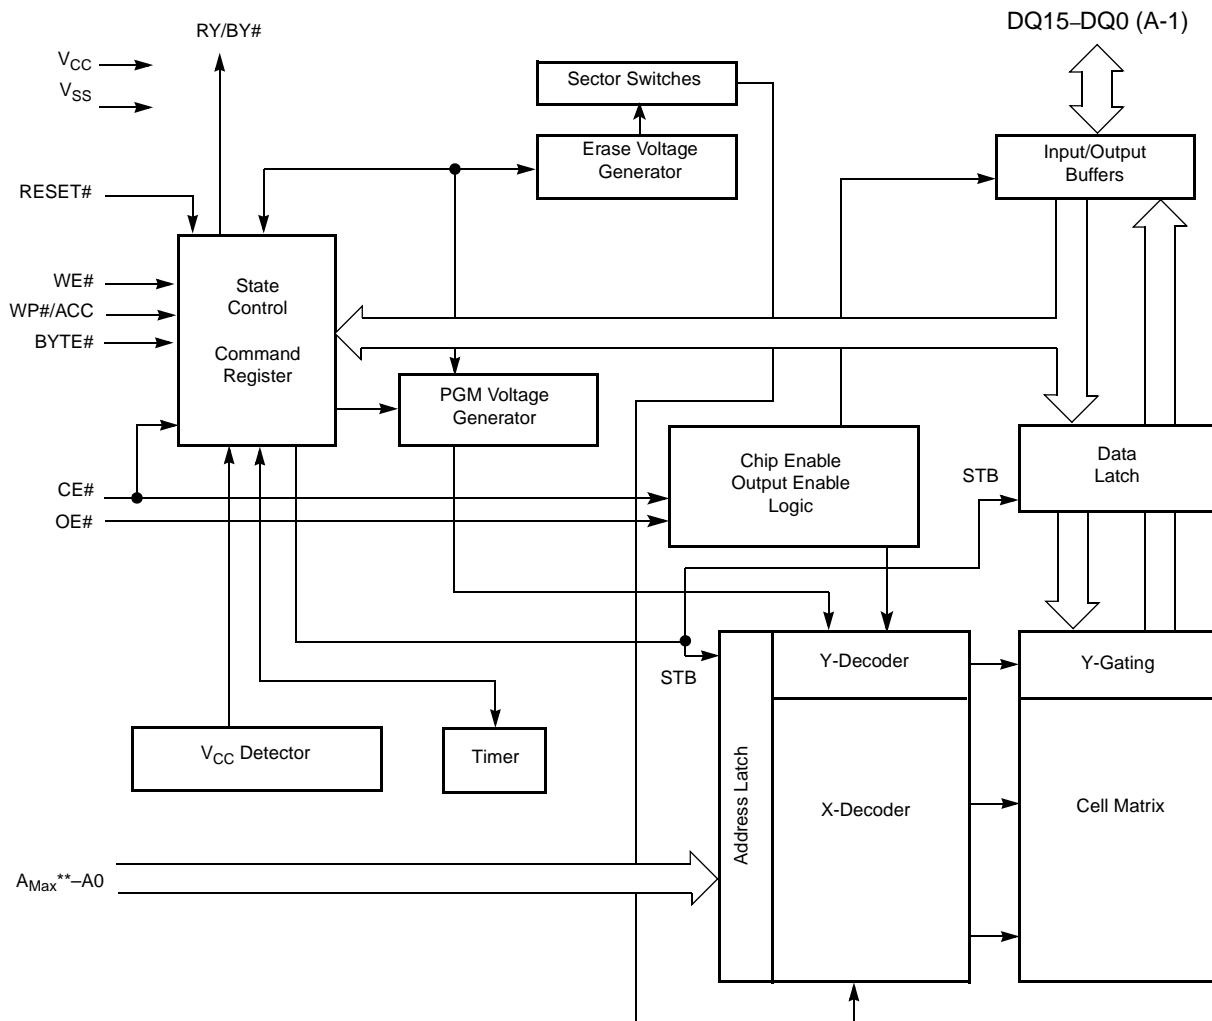 DQ15–DQ0 (A-1)
RY/BY#
VCC
VSS
Sector Switches
Erase Voltage
Generator
Input/Output
Buffers
RESET#
WE#
WP#/ACC
BYTE#
State
Control
Command
Register
PGM Voltage
Generator
Chip Enable
Output Enable
Logic
STB
Data
Latch
CE#
OE#
STB
Y-Decoder
Y-Gating
VCC Detector
Timer
Address Latch
X-Decoder
Cell Matrix
AMax**–A0